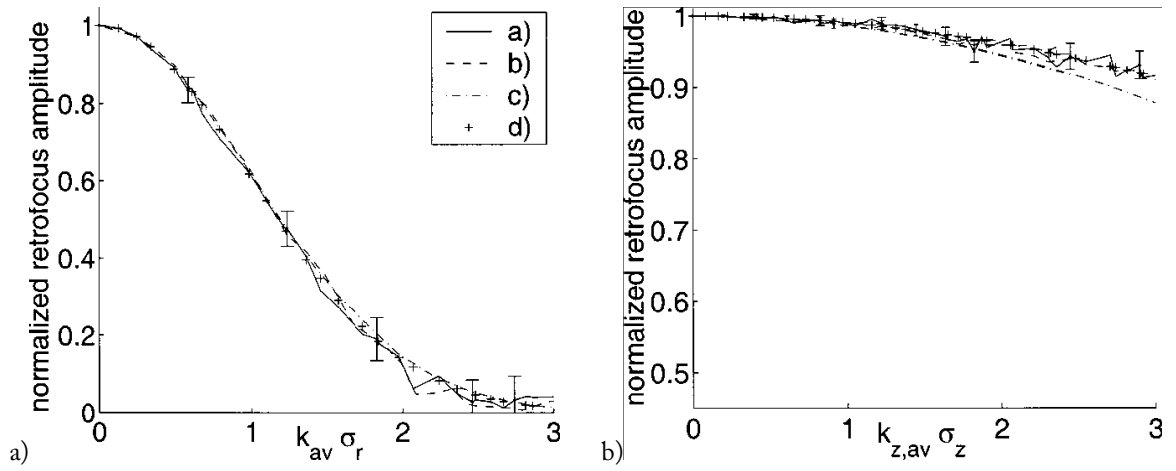 normalized retrofocus amplitude
1
0.8
0.6
0.4
0.2
0
0 1 2 3
k_av σ_r
a)
b)
c)
d)
a)
normalized retrofocus amplitude
1
0.9
0.8
0.7
0.6
0.5
0 1 2 3
k_z,av σ_z
b)